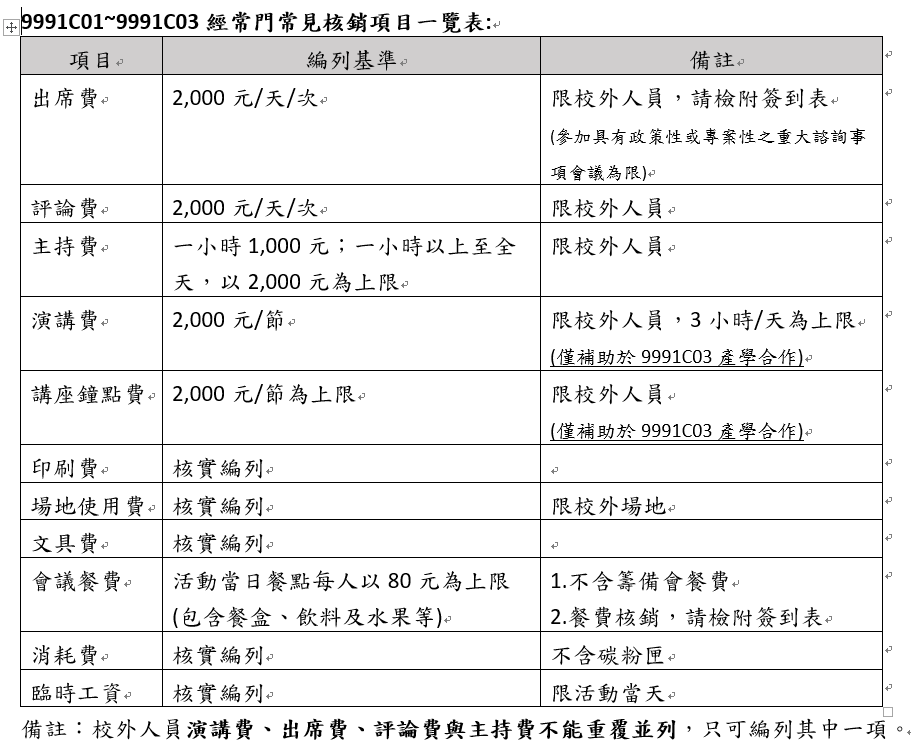 9991C01~9991C03 經常門常見核銷項目一覽表:
項目 編列基準 備註
出席費 2,000 元/天/次 限校外人員，請檢附簽到表
(參加具有政策性或專案性之重大諮詢事
項會議為限)
評論費 2,000 元/天/次 限校外人員
主持費 一小時 1,000 元；一小時以上至全 限校外人員
天，以 2,000 元為上限
演講費 2,000 元/節 限校外人員，3 小時/天為上限
(僅補助於 9991C03 產學合作)
講座鐘點費 2,000 元/節為上限 限校外人員
(僅補助於 9991C03 產學合作)
印刷費 核實編列
場地使用費 核實編列 限校外場地
文具費 核實編列
會議餐費 活動當日餐點每人以 80 元為上限 1.不含籌備會餐費
(包含餐盒、飲料及水果等) 2.餐費核銷，請檢附簽到表
消耗費 核實編列 不含碳粉匣
臨時工資 核實編列 限活動當天
備註：校外人員演講費、出席費、評論費與主持費不能重覆並列，只可編列其中一項。